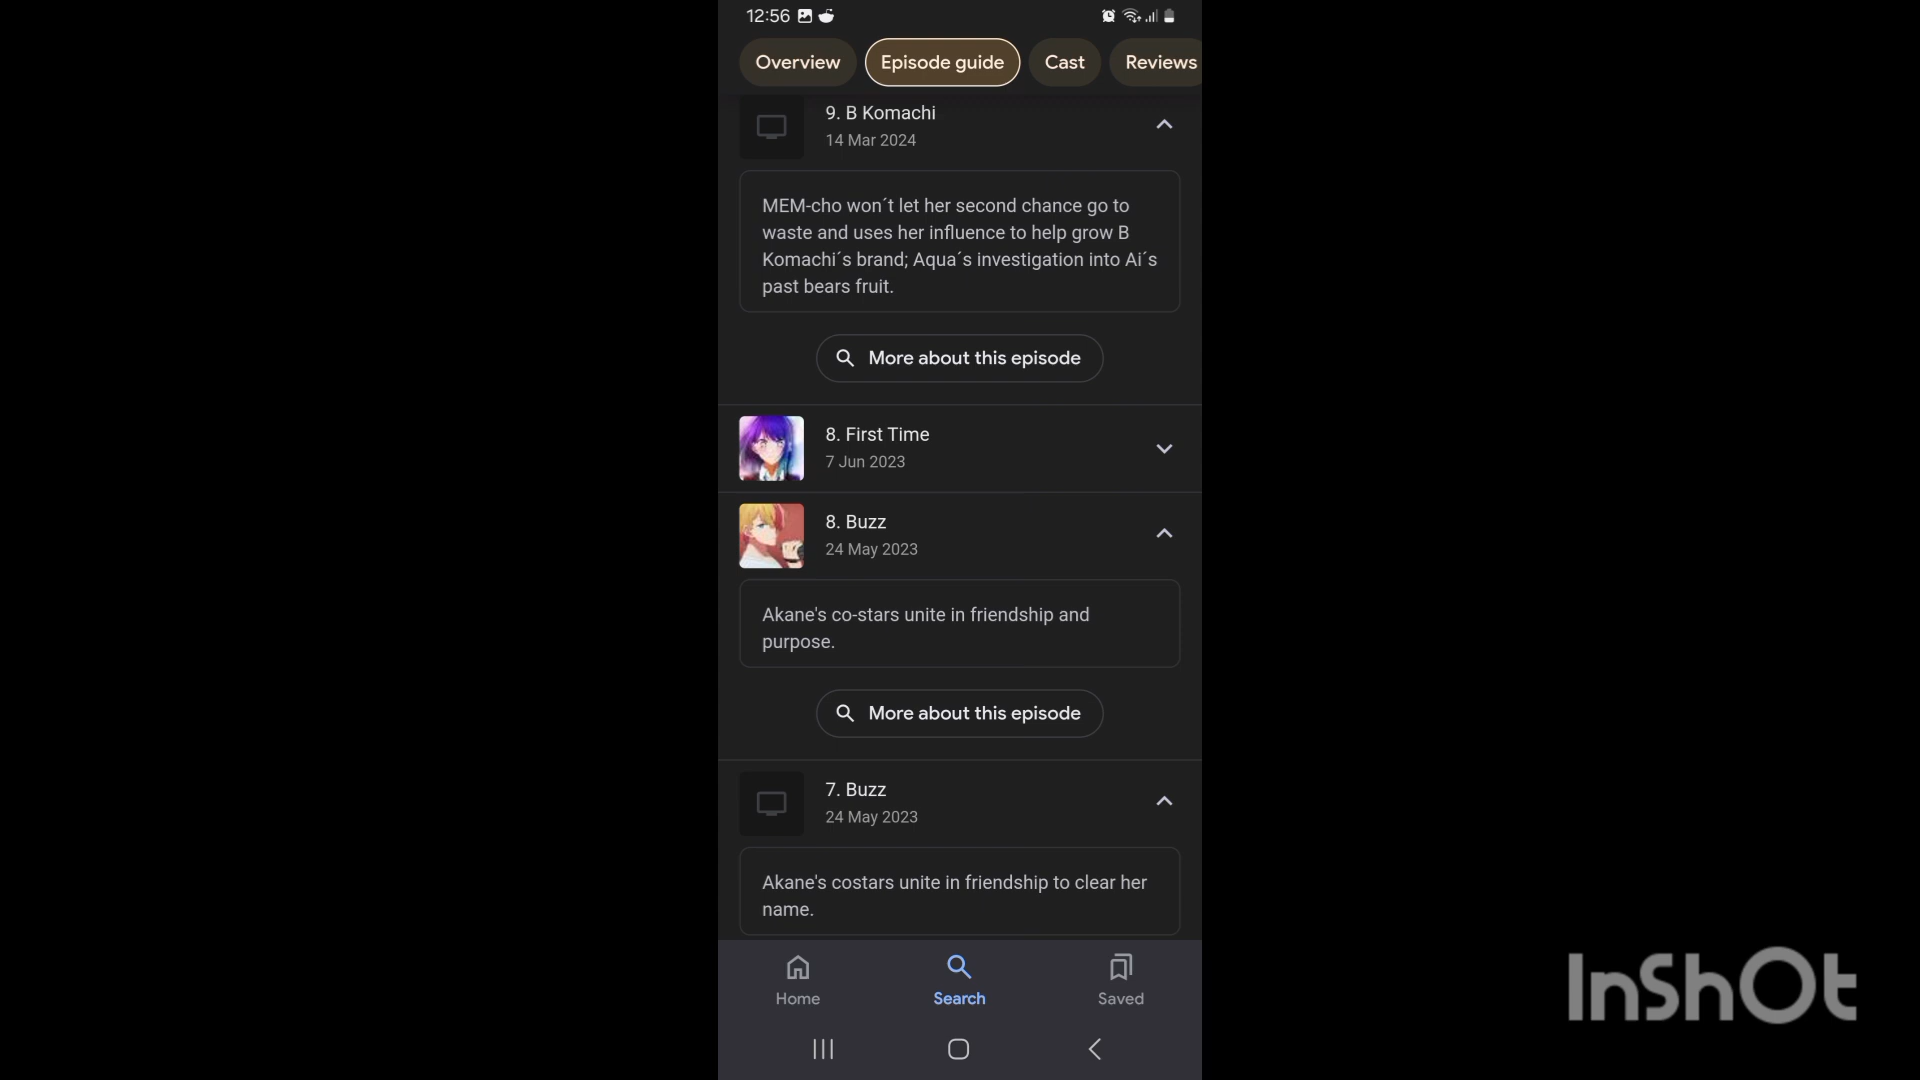 12:56
Overview
Episode guide
Cast
Reviews
9. B Komachi
14 Mar 2024
MEM-cho won´t let her second chance go to
waste and uses her influence to help grow B
Komachi´s brand; Aqua´s investigation into Ai´s
past bears fruit.
More about this episode
8. First Time
7 Jun 2023
8. Buzz
24 May 2023
Akane's co-stars unite in friendship and
purpose.
More about this episode
7. Buzz
24 May 2023
Akane's costars unite in friendship to clear her
name.
Home
Search
Saved
InShOt